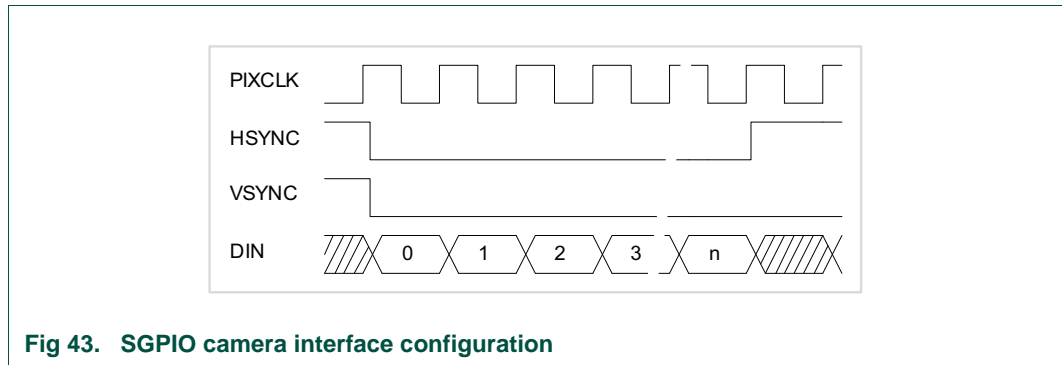 PIXCLK
HSYNC
VSYNC
DIN 0 1 2 3 n
Fig 43. SGPIO camera interface configuration